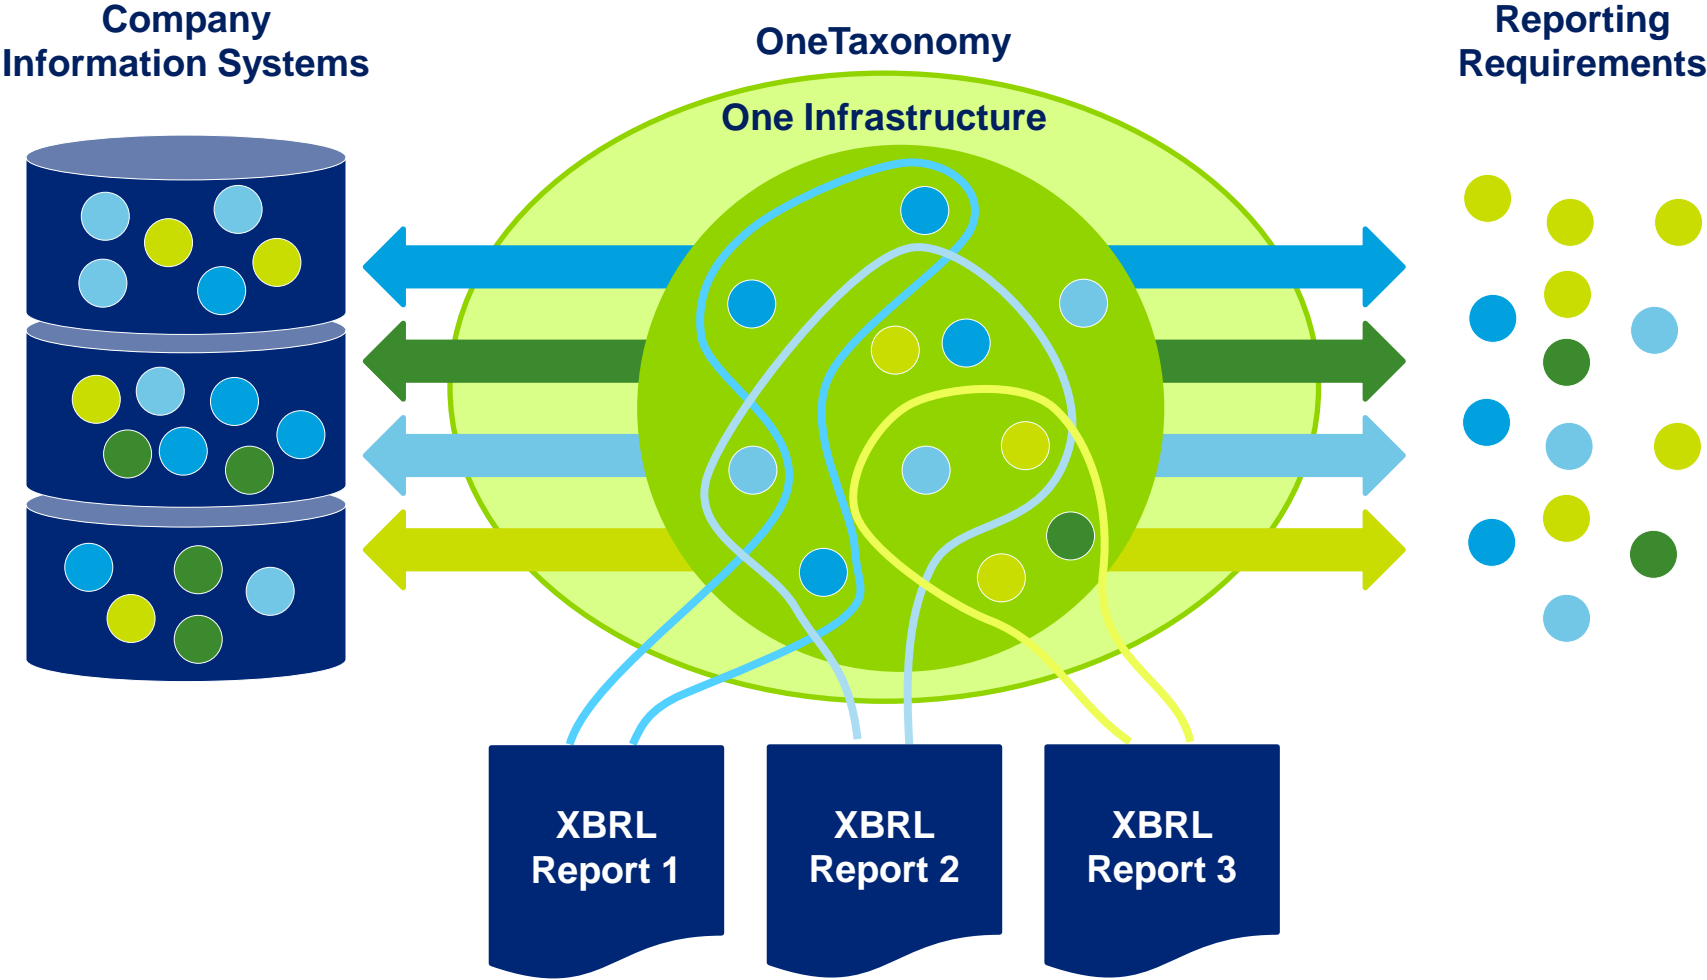 Company
Information Systems
OneTaxonomy
One Infrastructure
Reporting
Requirements
XBRL
Report 1
XBRL
Report 2
XBRL
Report 3